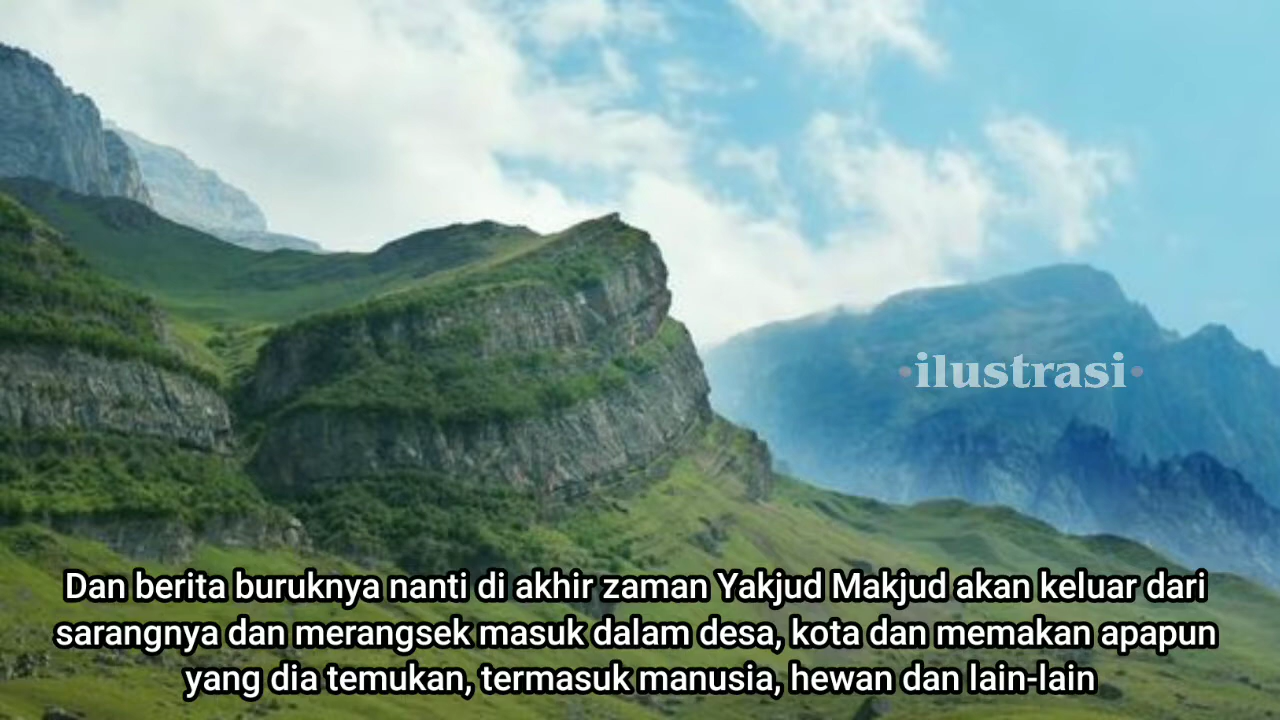 •ilustrasi•
Dan berita buruknya nanti di akhir zaman Yakjud Makjud akan keluar dari
sarangnya dan merangsek masuk dalam desa, kota dan memakan apapun
yang dia temukan, termasuk manusia, hewan dan lain-lain